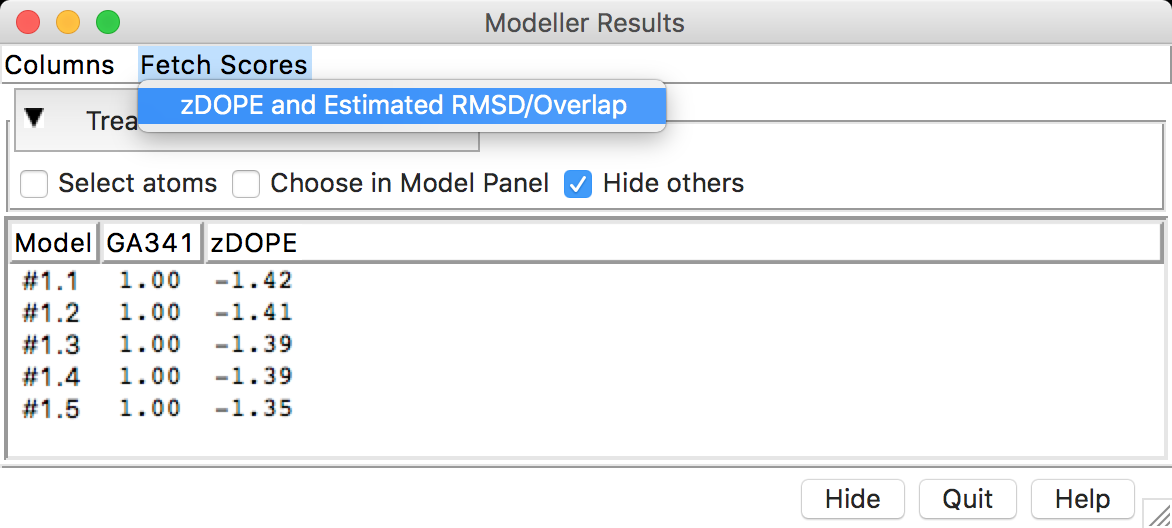 Modeller Results
Columns Fetch Scores
zDOPE and Estimated RMSD/Overlap
Select atoms Choose in Model Panel Hide others
Model GA341 zDOPE
#1.1 1.00 -1.42
#1.2 1.00 -1.41
#1.3 1.00 -1.39
#1.4 1.00 -1.39
#1.5 1.00 -1.35
Hide Quit Help